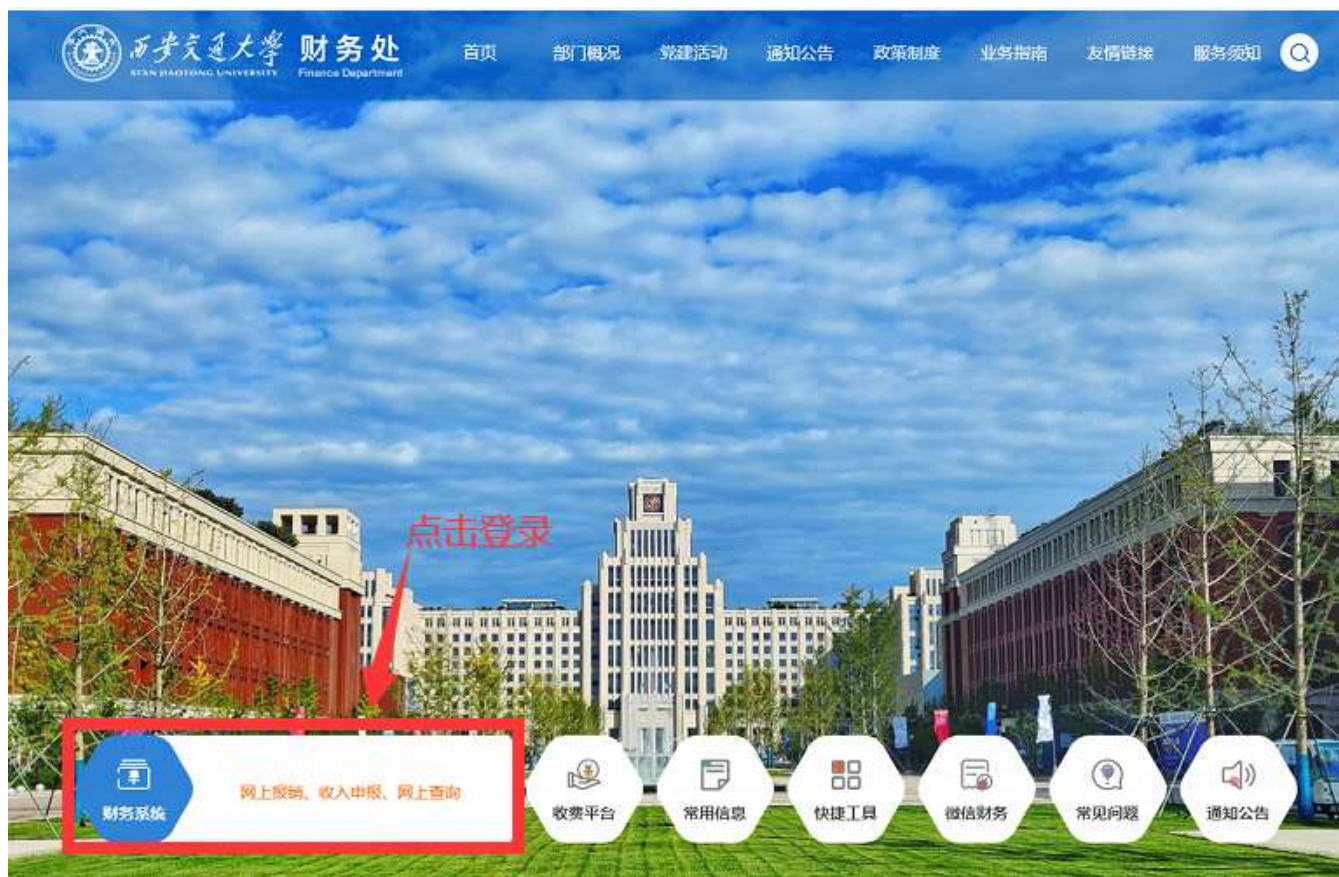 西安交通大学
XI'AN JIAOTONG UNIVERSITY
财务处
Finance Department
首页 部门概况 党建活动 通知公告 政策制度 业务指南 友情链接 服务须知
点击登录
财务系统
网上报销、收入申报、网上查询
收费平台 常用信息 快捷工具 微信财务 常见问题 通知公告